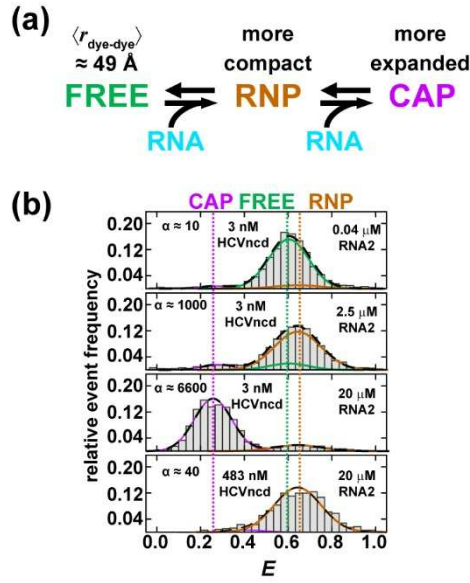 (a)
⟨r dye-dye⟩
≈ 49 Å
more
compact
more
expanded
FREE
RNP
CAP
RNA
RNA
(b)
CAP FREE RNP
relative event frequency
0.20
0.12
0.04
α ≈ 10
3 nM
HCVncd
0.04 μM
RNA2
0.20
0.12
0.04
α ≈ 1000
3 nM
HCVncd
2.5 μM
RNA2
0.20
0.12
0.04
α ≈ 6600
3 nM
HCVncd
20 μM
RNA2
0.20
0.12
0.04
α ≈ 40
483 nM
HCVncd
20 μM
RNA2
0.0 0.2 0.4 0.6 0.8 1.0
E